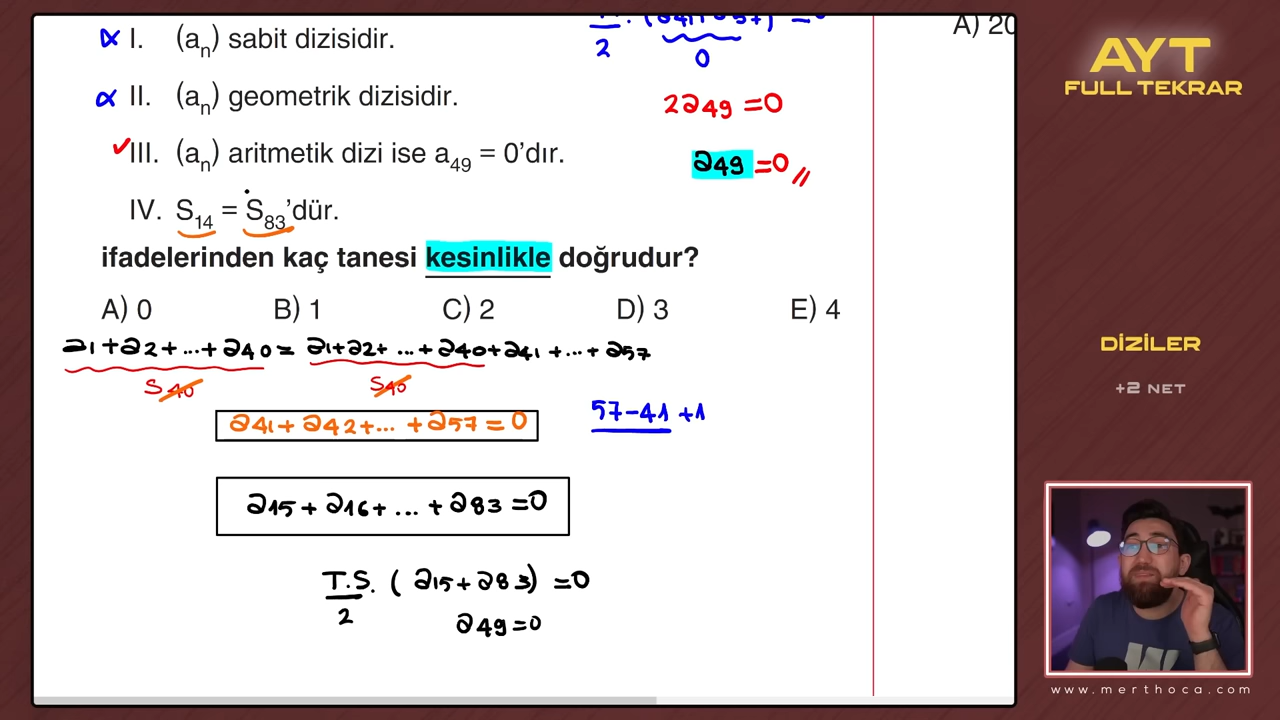 I. (an) sabit dizisidir.
II. (an) geometrik dizisidir.
III. (an) aritmetik dizi ise a49 = 0'dır.
IV. S14 = S83'dür.
ifadelerinden kaç tanesi kesinlikle doğrudur?
A) 0 B) 1 C) 2 D) 3 E) 4
2
0
2a49 = 0
a49 = 0 //
a1 + a2 + ... + a40 = a1 + a2 + ... + a40 + a41 + ... + a57
S40 S40
a41 + a42 + ... + a57 = 0
57 - 41 + 1
a15 + a16 + ... + a83 = 0
T.S. ( a15 + a83 ) = 0
2
a49 = 0
AYT
FULL TEKRAR
DİZİLER
+2 NET
www.merthoca.com